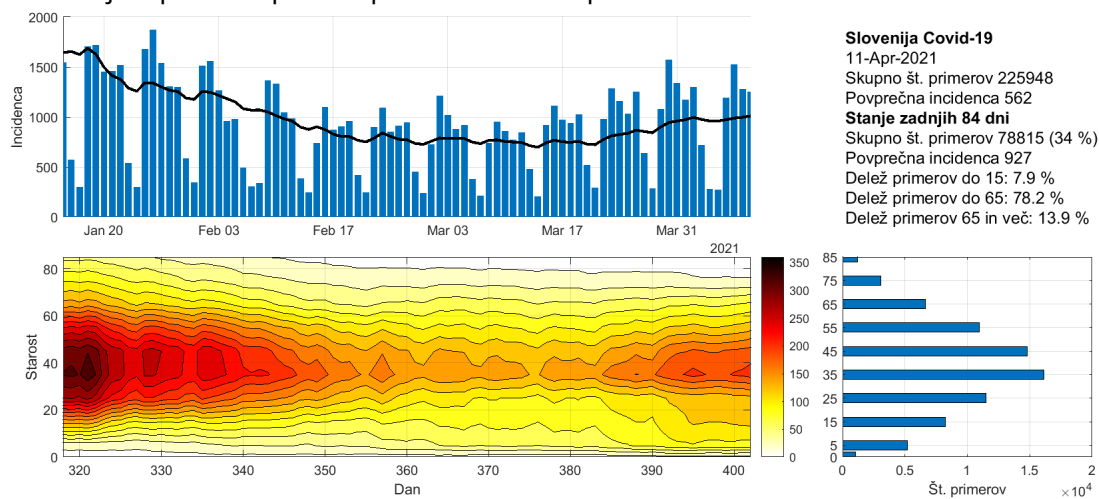 2000
1500
1000
500
0
Incidenca
Jan 20 Feb 03 Feb 17 Mar 03 Mar 17 Mar 31
2021
Slovenija Covid-19
11-Apr-2021
Skupno št. primerov 225948
Povprečna incidenca 562
Stanje zadnjih 84 dni
Skupno št. primerov 78815 (34 %)
Povprečna incidenca 927
Delež primerov do 15: 7.9 %
Delež primerov do 65: 78.2 %
Delež primerov 65 in več: 13.9 %
80
60
40
20
0
Starost
320 330 340 350 360 370 380 390 400
Dan
350
300
250
200
150
100
50
0
85
75
65
55
45
35
25
15
5
0
0 0.5 1 1.5 2
Št. primerov
×10⁴